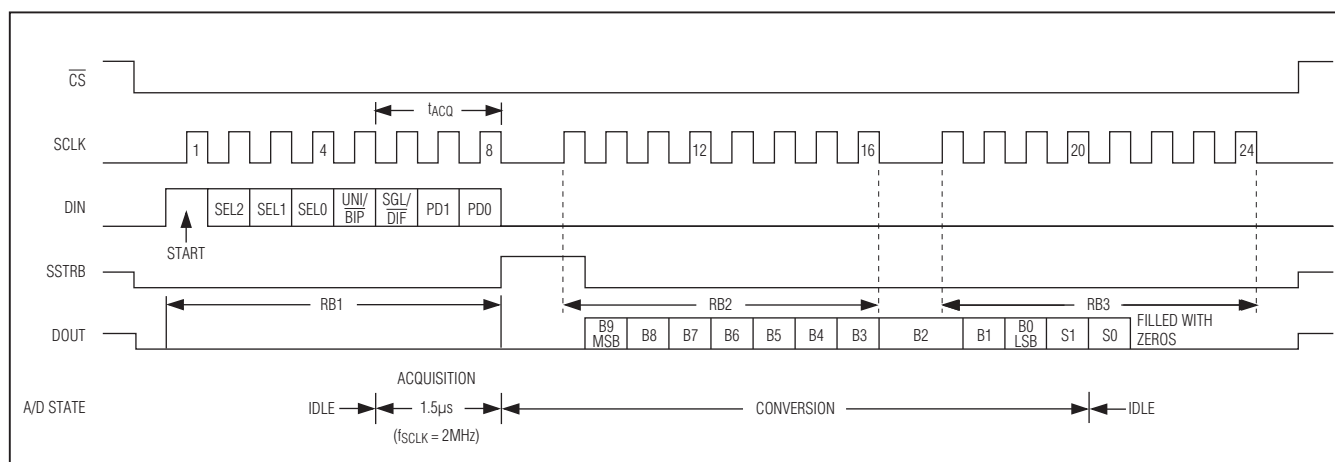 CS
tACQ
SCLK 1 4 8 12 16 20 24
DIN SEL2 SEL1 SEL0 UNI/BIP SGL/DIF PD1 PD0
START
SSTRB
RB1 RB2 RB3
DOUT B9 MSB B8 B7 B6 B5 B4 B3 B2 B1 B0 LSB S1 S0 FILLED WITH ZEROS
ACQUISITION
A/D STATE IDLE 1.5µs CONVERSION IDLE
(fSCLK = 2MHz)